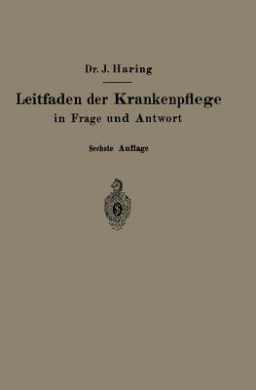 Dr. J. Haring
Leitfaden der Krankenpflege
in Frage und Antwort
Sechste Auflage